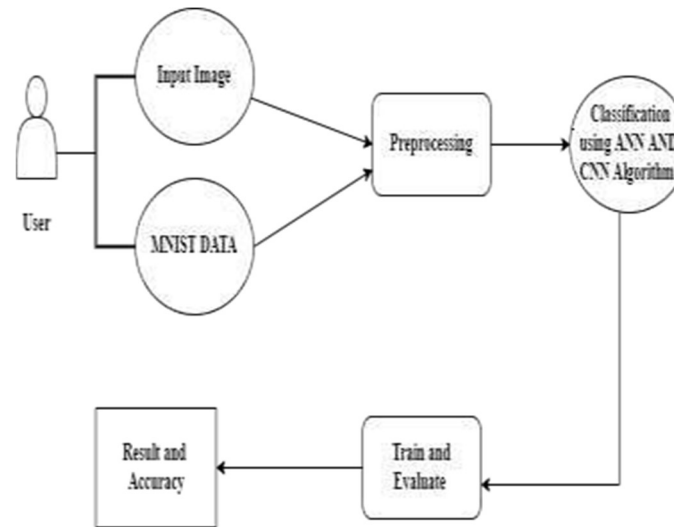 Input Image
User
MNIST DATA
Preprocessing
Classification
using ANN AND
CNN Algorithm
Train and
Evaluate
Result and
Accuracy